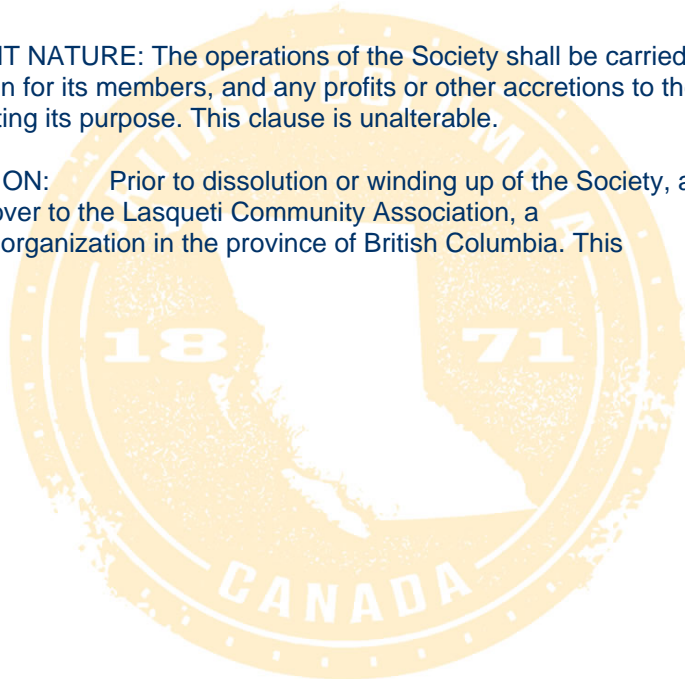 IT NATURE: The operations of the Society shall be carried
n for its members, and any profits or other accretions to th
ting its purpose. This clause is unalterable.
ON: Prior to dissolution or winding up of the Society, a
over to the Lasqueti Community Association, a
organization in the province of British Columbia. This
BRITISH COLUMBIA
18 71
CANADA